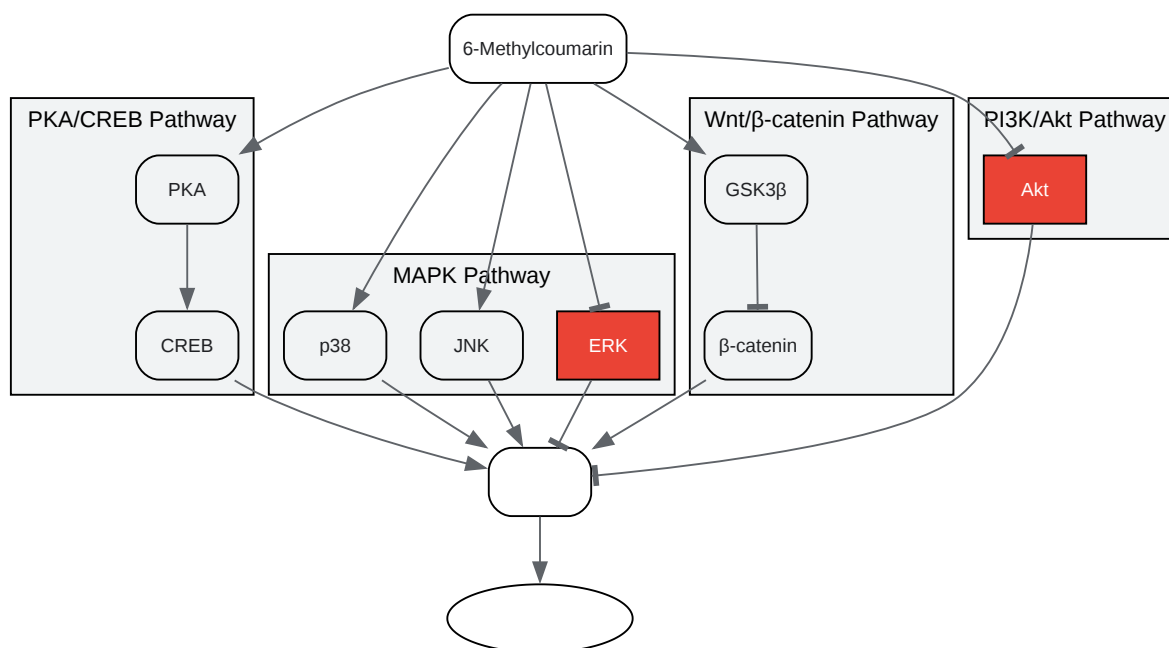 6-Methylcoumarin
PKA/CREB Pathway
Wnt/β-catenin Pathway
PI3K/Akt Pathway
PKA
GSK3β
Akt
MAPK Pathway
CREB
p38
JNK
ERK
β-catenin